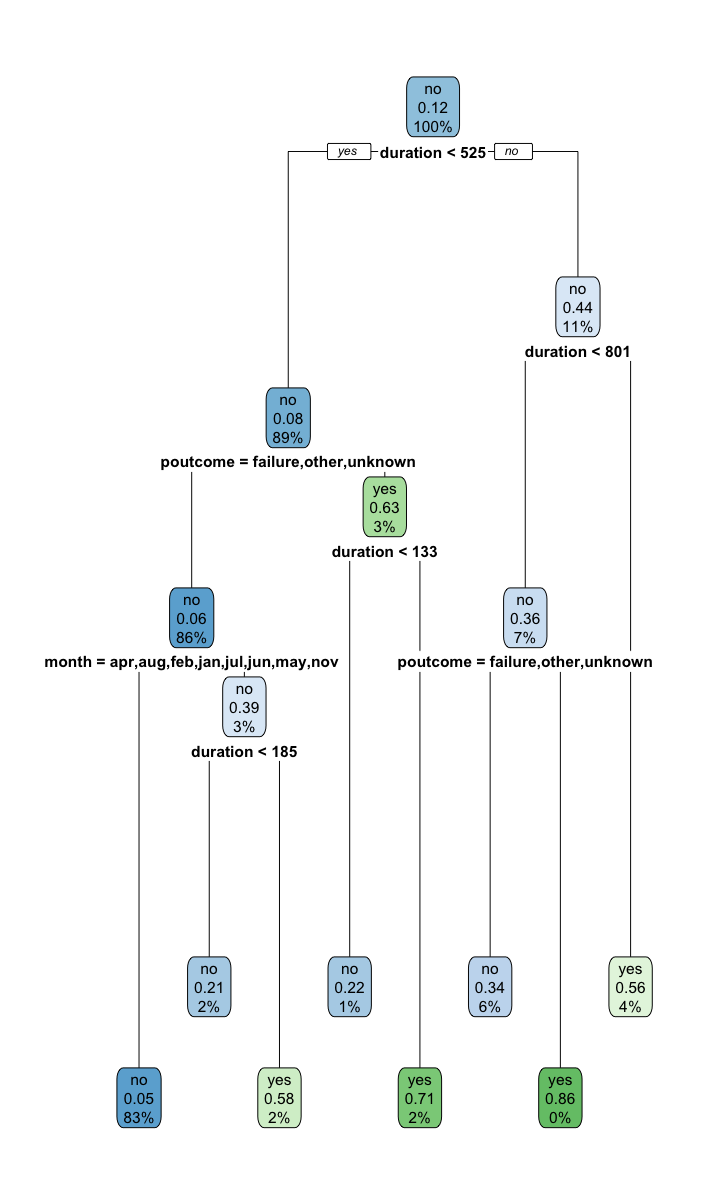 no
0.12
100%
yes
duration < 525
no
no
0.44
11%
duration < 801
no
0.08
89%
poutcome = failure,other,unknown
yes
0.63
3%
duration < 133
no
0.06
86%
no
0.36
7%
month = apr,aug,feb,jan,jul,jun,may,nov
poutcome = failure,other,unknown
no
0.39
3%
duration < 185
no
0.21
2%
no
0.22
1%
no
0.34
6%
yes
0.56
4%
no
0.05
83%
yes
0.58
2%
yes
0.71
2%
yes
0.86
0%